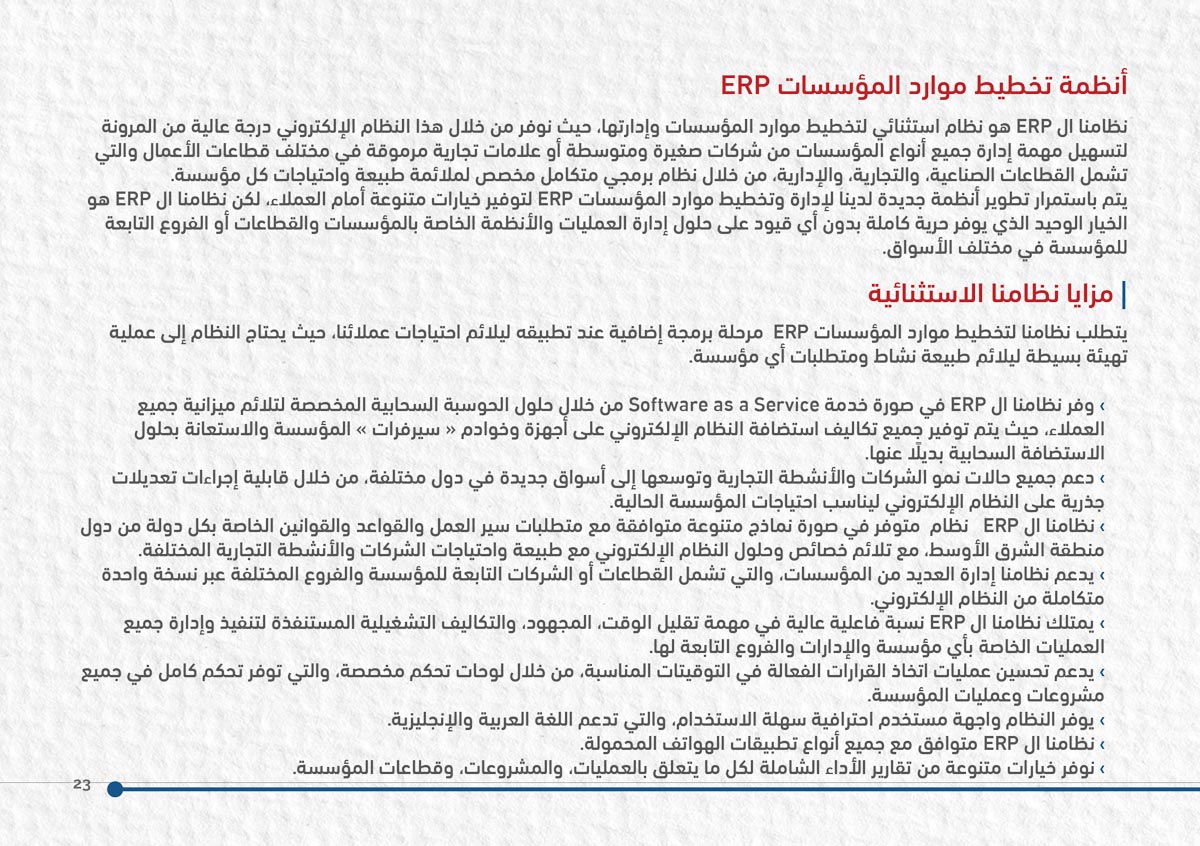 أنظمة تخطيط موارد المؤسسات ERP
نظامنا ال ERP هو نظام استثنائي لتخطيط موارد المؤسسات وإدارتها، حيث نوفر من خلال هذا النظام الإلكتروني درجة عالية من المرونة
لتسهيل مهمة إدارة جميع أنواع المؤسسات من شركات صغيرة ومتوسطة أو علامات تجارية مرموقة في مختلف قطاعات الأعمال والتي
تشمل القطاعات الصناعية، والتجارية، والإدارية، من خلال نظام برمجي متكامل مخصص لملائمة طبيعة واحتياجات كل مؤسسة.
يتم باستمرار تطوير أنظمة جديدة لدينا لإدارة وتخطيط موارد المؤسسات ERP لتوفير خيارات متنوعة أمام العملاء، لكن نظامنا ال ERP هو
الخيار الوحيد الذي يوفر حرية كاملة بدون أي قيود على حلول إدارة العمليات والأنظمة الخاصة بالمؤسسات والقطاعات أو الفروع التابعة
للمؤسسة في مختلف الأسواق.
مزايا نظامنا الاستثنائية
يتطلب نظامنا لتخطيط موارد المؤسسات ERP مرحلة برمجة إضافية عند تطبيقه ليلائم احتياجات عملائنا، حيث يحتاج النظام إلى عملية
تهيئة بسيطة ليلائم طبيعة نشاط ومتطلبات أي مؤسسة.
› وفر نظامنا ال ERP في صورة خدمة Software as a Service من خلال حلول الحوسبة السحابية المخصصة لتلائم ميزانية جميع
العملاء، حيث يتم توفير جميع تكاليف استضافة النظام الإلكتروني على أجهزة وخوادم « سيرفرات » المؤسسة والاستعانة بحلول
الاستضافة السحابية بديلًا عنها.
› دعم جميع حالات نمو الشركات والأنشطة التجارية وتوسعها إلى أسواق جديدة في دول مختلفة، من خلال قابلية إجراءات تعديلات
جذرية على النظام الإلكتروني ليناسب احتياجات المؤسسة الحالية.
› نظامنا ال ERP نظام متوفر في صورة نماذج متنوعة متوافقة مع متطلبات سير العمل والقواعد والقوانين الخاصة بكل دولة من دول
منطقة الشرق الأوسط، مع تلائم خصائص وحلول النظام الإلكتروني مع طبيعة واحتباجات الشركات والأنشطة التجارية المختلفة.
› يدعم نظامنا إدارة العديد من المؤسسات، والتي تشمل القطاعات أو الشركات التابعة للمؤسسة والفروع المختلفة عبر نسخة واحدة
متكاملة من النظام الإلكتروني.
› يمتلك نظامنا ال ERP نسبة فاعلية عالية في مهمة تقليل الوقت، المجهود، والتكاليف التشغيلية المستنفذة لتنفيذ وإدارة جميع
العمليات الخاصة بأي مؤسسة والإدارات والفروع التابعة لها.
› يدعم تحسين عمليات اتخاذ القرارات الفعالة في التوقيتات المناسبة، من خلال لوحات تحكم مخصصة، والتي توفر تحكم كامل في جميع
مشروعات وعمليات المؤسسة.
› يوفر النظام واجهة مستخدم احترافية سهلة الاستخدام، والتي تدعم اللغة العربية والإنجليزية.
› نظامنا ال ERP متوافق مع جميع أنواع تطبيقات الهواتف المحمولة.
› نوفر خيارات متنوعة من تقارير الأداء الشاملة لكل ما يتعلق بالعمليات، والمشروعات، وقطاعات المؤسسة.
23